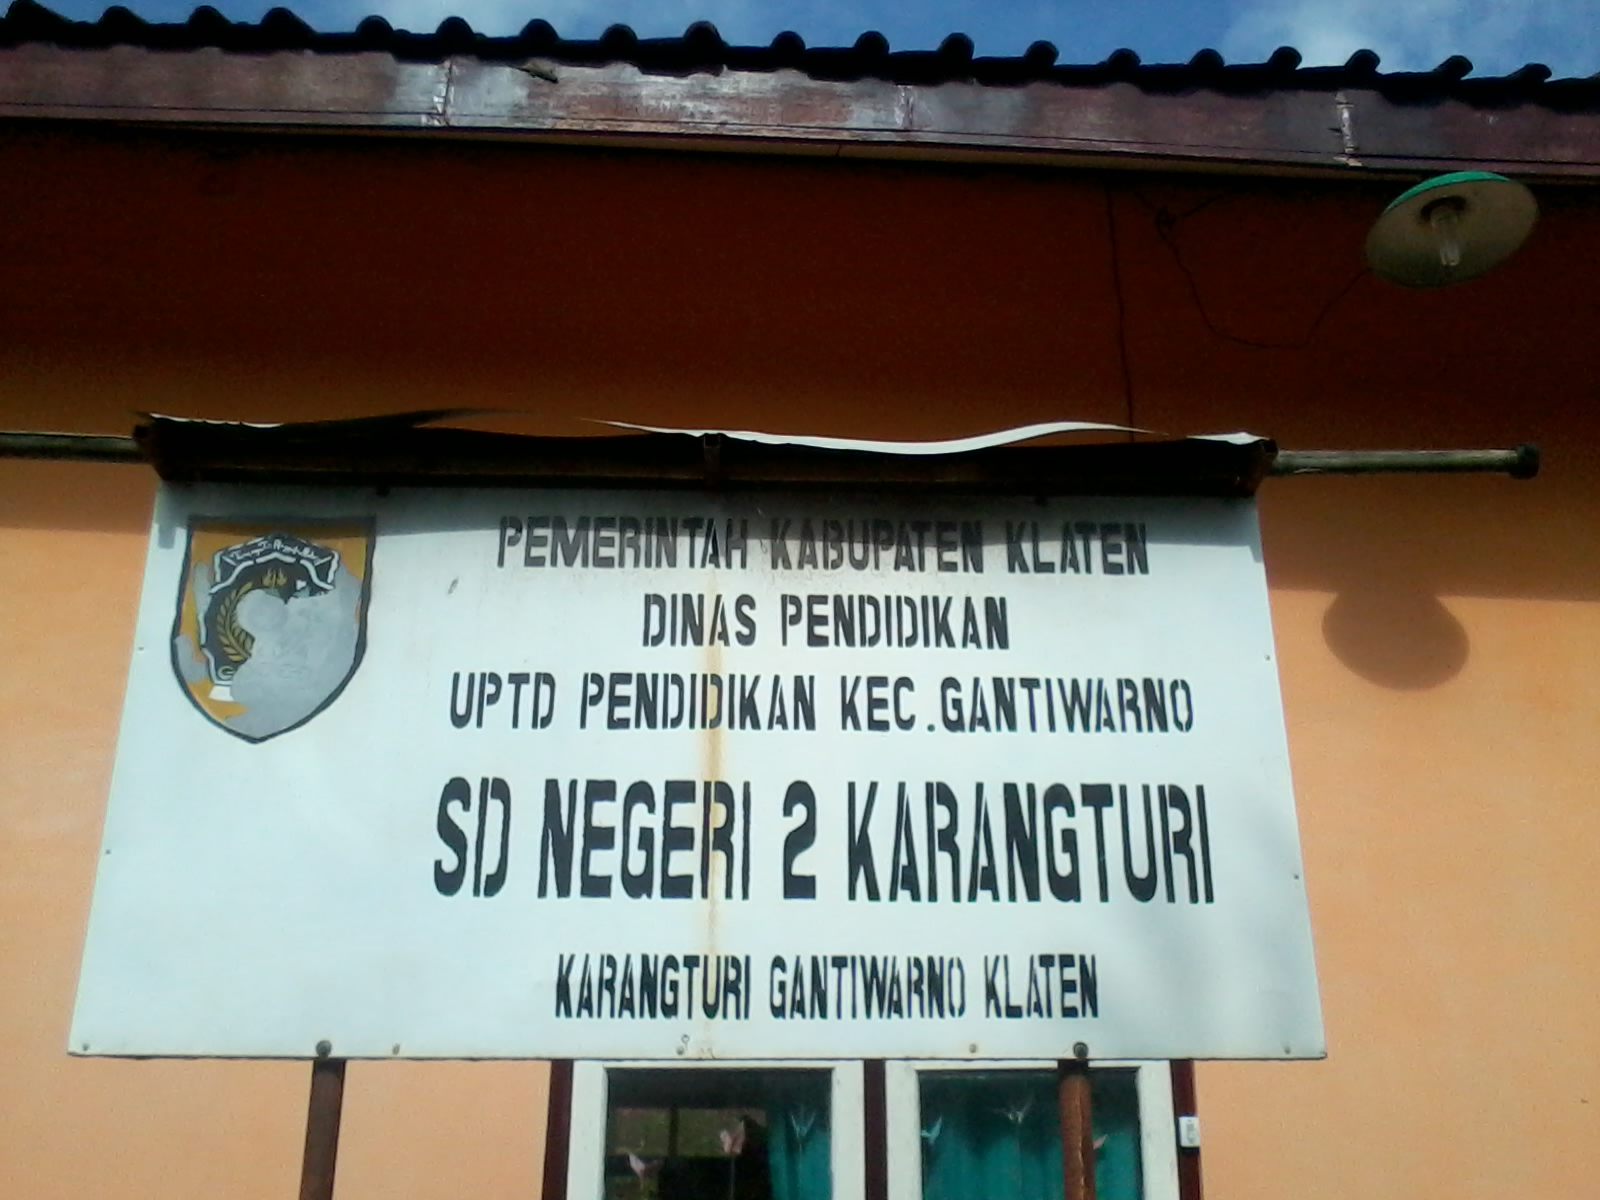 PEMERINTAH KABUPATEN KLATEN
DINAS PENDIDIKAN
UPTD PENDIDIKAN KEC.GANTIWARNO
SD NEGERI 2 KARANGTURI
KARANGTURI GANTIWARNO KLATEN